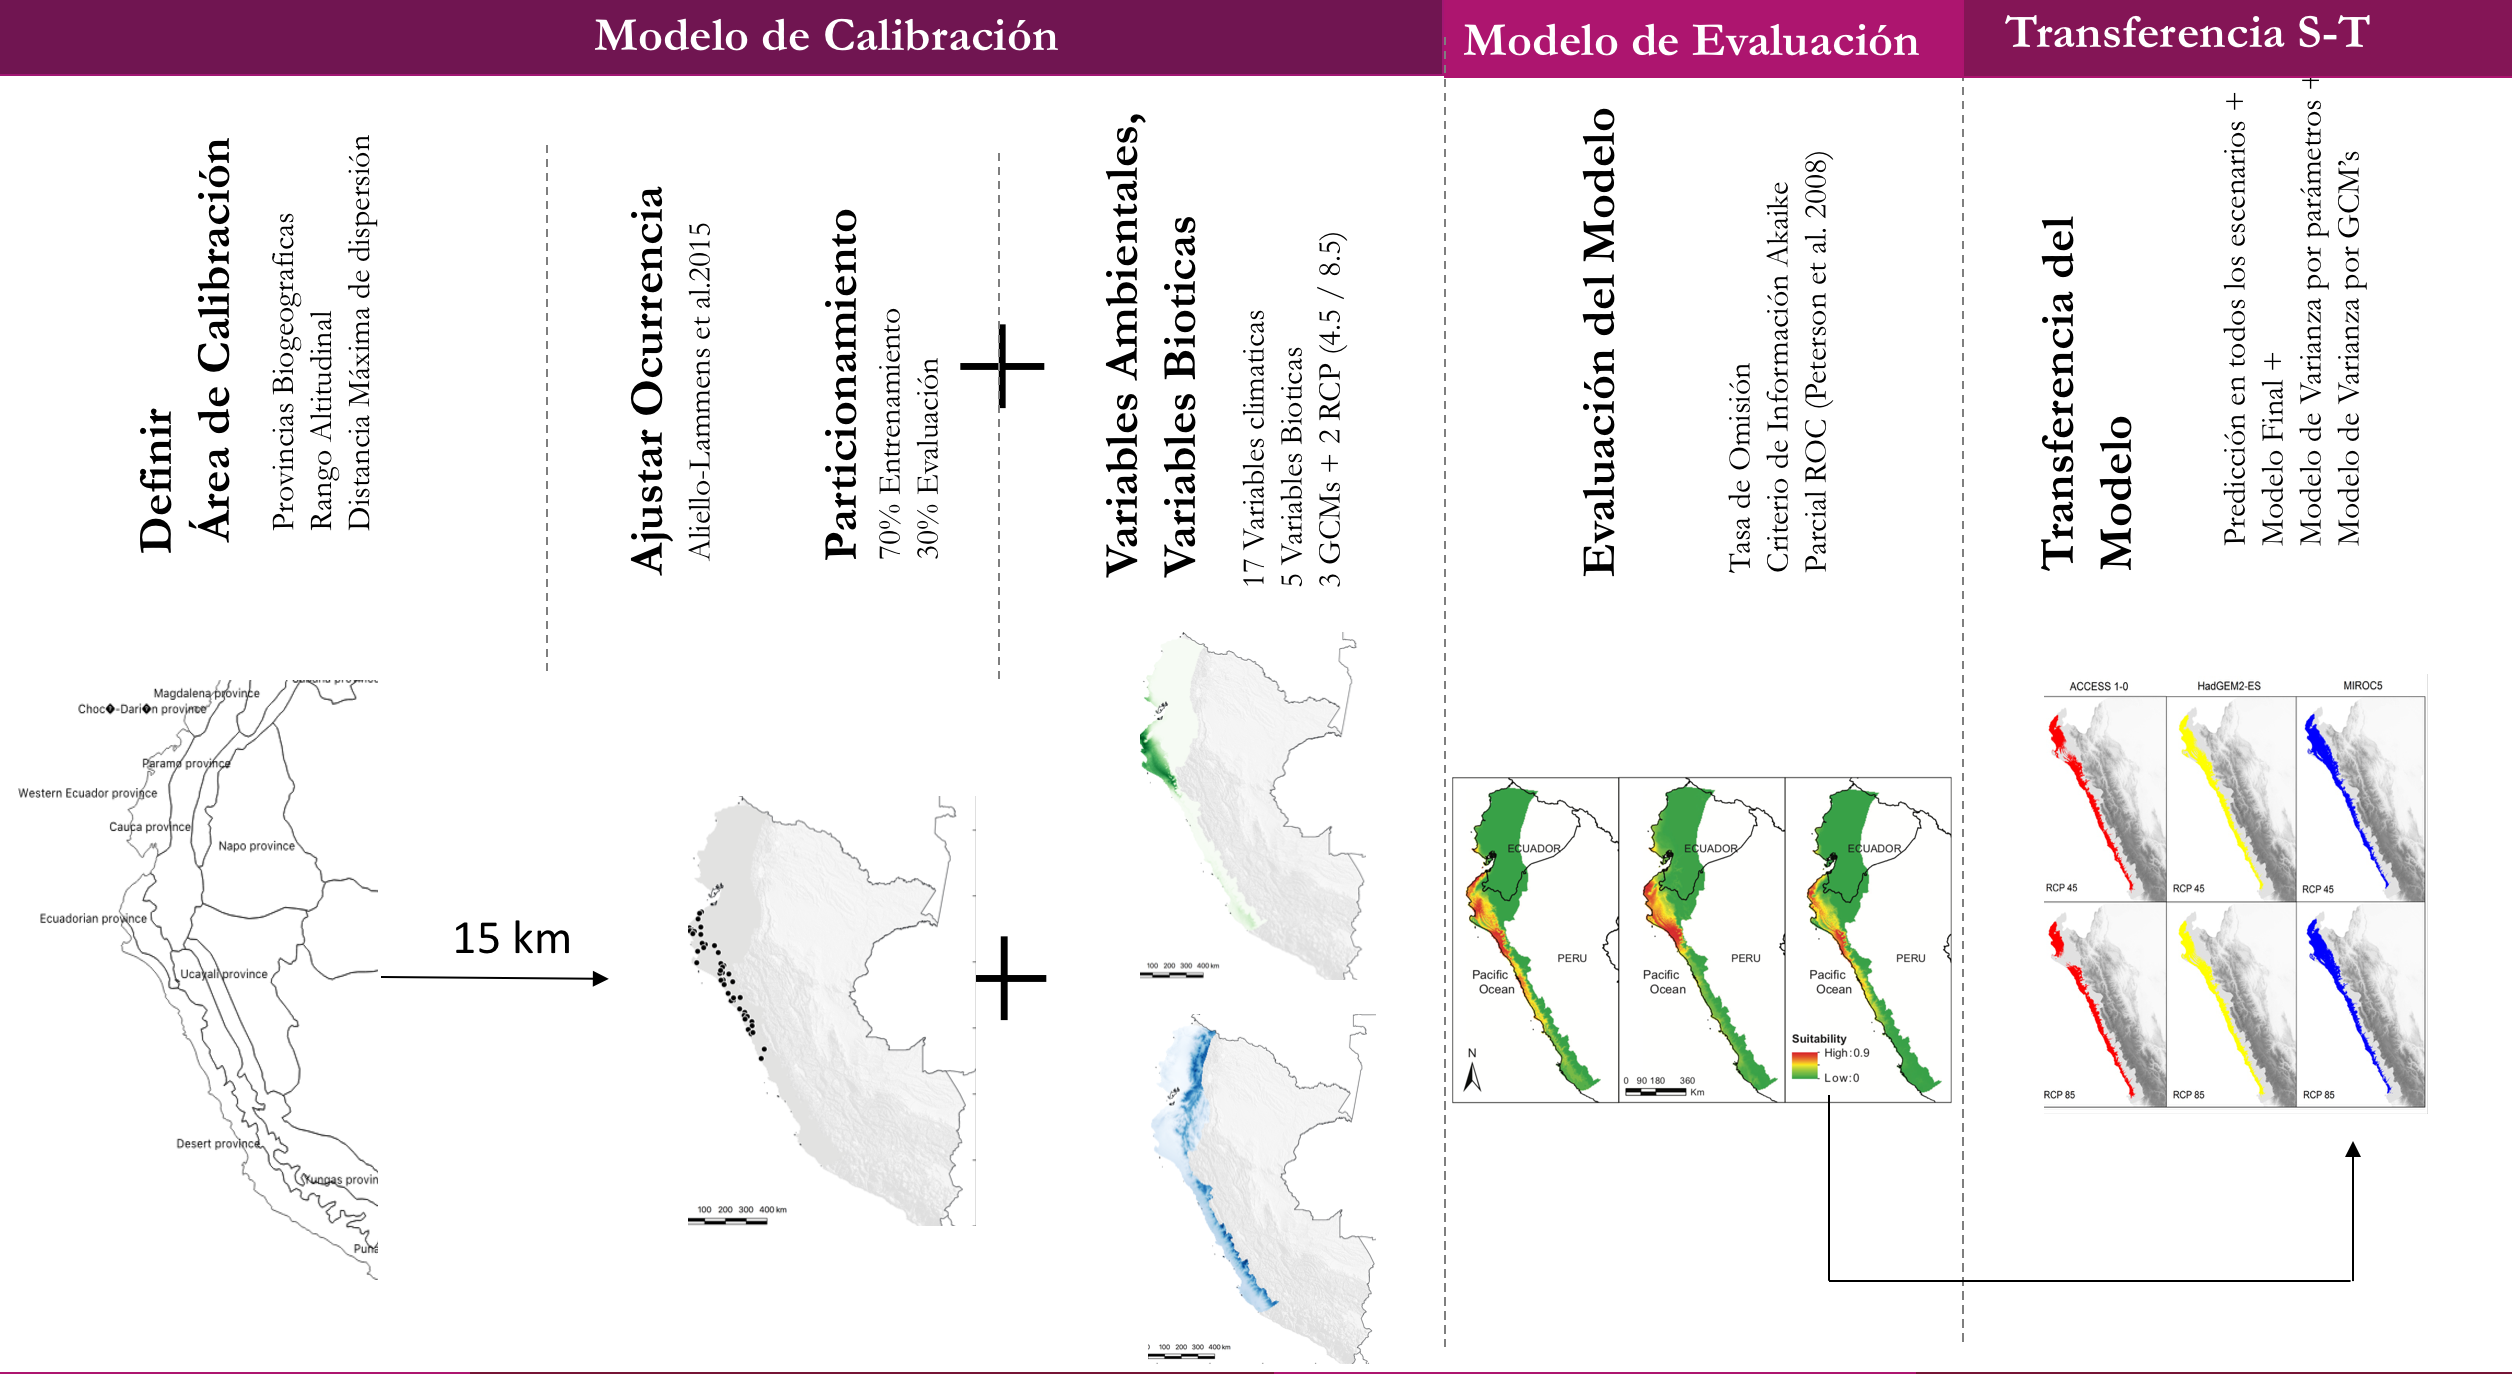 Modelo de Calibración
Modelo de Evaluación
Transferencia S-T
Definir
Área de Calibración
Provincias Biogeograficas
Rango Altitudinal
Distancia Máxima de dispersión
Ajustar Ocurrencia
Aliello-Lammens et al.2015
Particionamiento
70% Entrenamiento
30% Evaluación
+
Variables Ambientales,
Variables Bioticas
17 Variables climaticas
5 Variables Bioticas
3 GCMs + 2 RCP (4.5 / 8.5)
Evaluación del Modelo
Tasa de Omisión
Criterio de Información Akaike
Parcial ROC (Peterson et al. 2008)
Transferencia del
Modelo
Predicción en todos los escenarios +
Modelo Final +
Modelo de Varianza por parámetros +
Modelo de Varianza por GCM's
Magdalena province
Choc�-Dari�n province
Paramo province
Western Ecuador province
Cauca province
Napo province
Ecuadorian province
Ucayali province
Desert province
Yungas provin
Puna
15 km
100 200 300 400 km
+
100 200 300 400 km
100 200 300 400 km
ECUADOR
PERU
Pacific
Ocean
N
ECUADOR
PERU
Pacific
Ocean
0 90 180 360
Km
ECUADOR
PERU
Pacific
Ocean
Suitability
High:0.9
Low:0
ACCESS 1-0
HadGEM2-ES
MIROC5
RCP 45
RCP 45
RCP 45
RCP 85
RCP 85
RCP 85